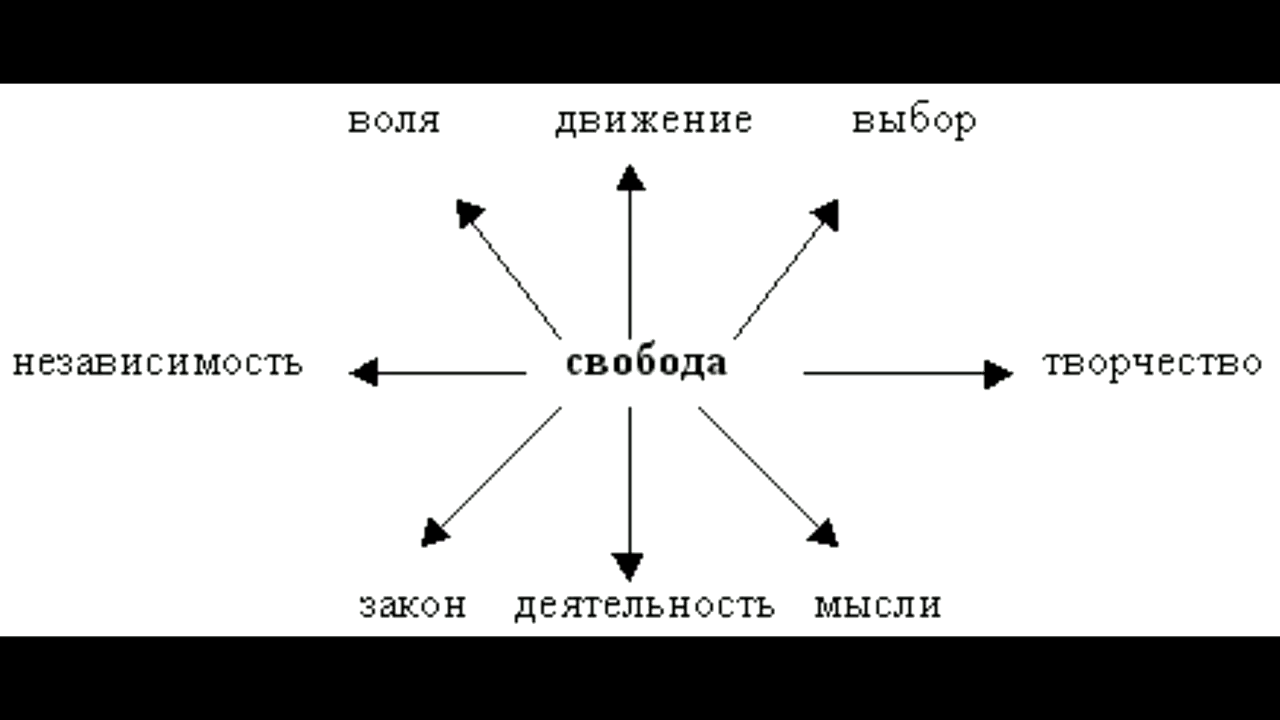 воля движение выбор
независимость свобода творчество
закон деятельность мысли